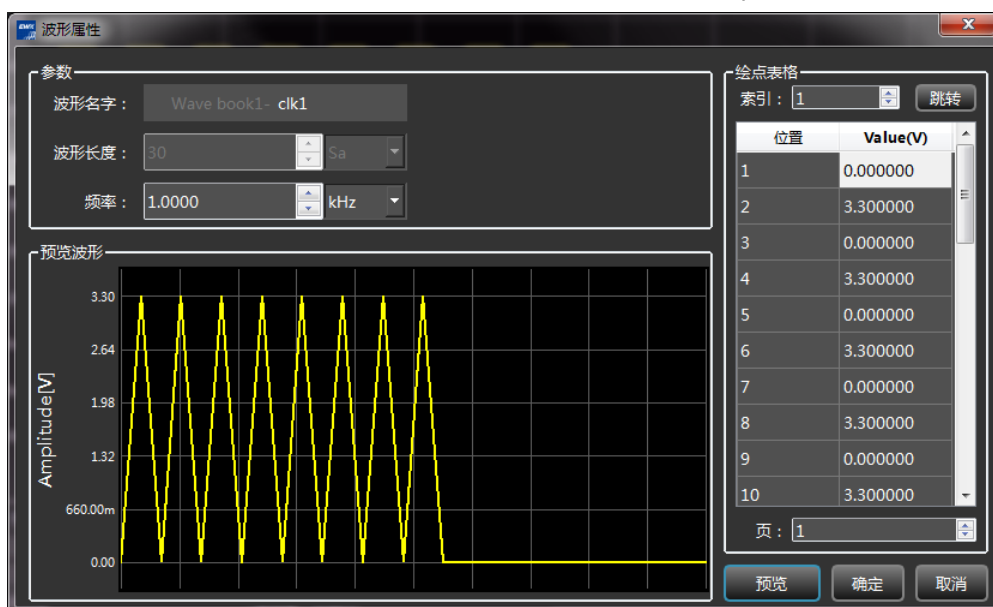 EWR 波形属性
参数
波形名字： Wave book1- clk1
波形长度： 30 Sa
频率： 1.0000 kHz
预览波形
Amplitude[V]
3.30
2.64
1.98
1.32
660.00m
0.00
绘点表格
索引： 1 跳转
位置 Value(V)
1 0.000000
2 3.300000
3 0.000000
4 3.300000
5 0.000000
6 3.300000
7 0.000000
8 3.300000
9 0.000000
10 3.300000
页： 1
预览 确定 取消